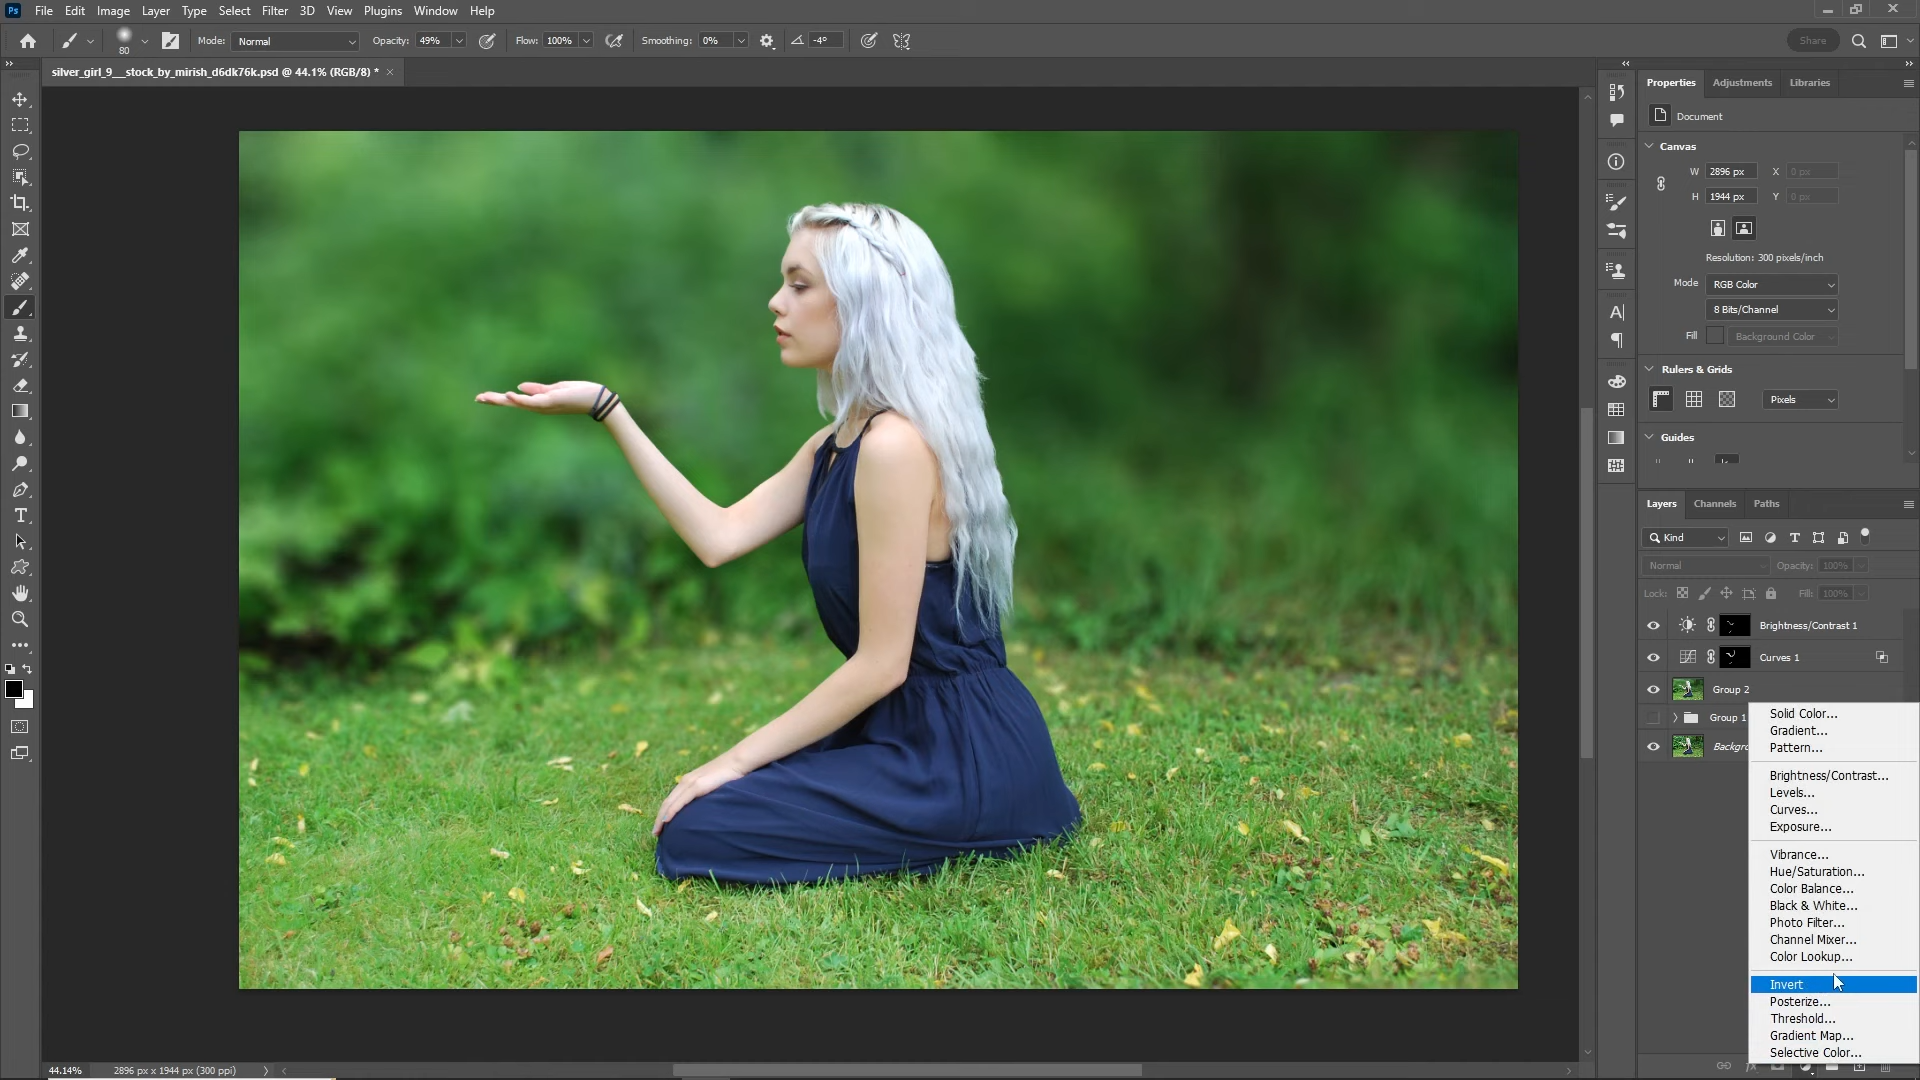 Ps File Edit Image Layer Type Select Filter 3D View Plugins Window Help
80 Mode: Normal Opacity: 49% Flow: 100% Smoothing: 0% -4° Share
silver_girl_9__stock_by_mirish_d6dk76k.psd @ 44.1% (RGB/8) * ×
Properties Adjustments Libraries
Document
Canvas
W 2896 px X 0 px
H 1944 px Y 0 px
Resolution: 300 pixels/inch
Mode RGB Color
8 Bits/Channel
Fill Background Color
Rulers & Grids
Pixels
Guides
Layers Channels Paths
Kind
Normal Opacity: 100%
Lock: Fill: 100%
Brightness/Contrast 1
Curves 1
Group 2
Group 1
Backgro
Solid Color...
Gradient...
Pattern...
Brightness/Contrast...
Levels...
Curves...
Exposure...
Vibrance...
Hue/Saturation...
Color Balance...
Black & White...
Photo Filter...
Channel Mixer...
Color Lookup...
Invert
Posterize...
Threshold...
Gradient Map...
Selective Color...
44.14% 2896 px x 1944 px (300 ppi)